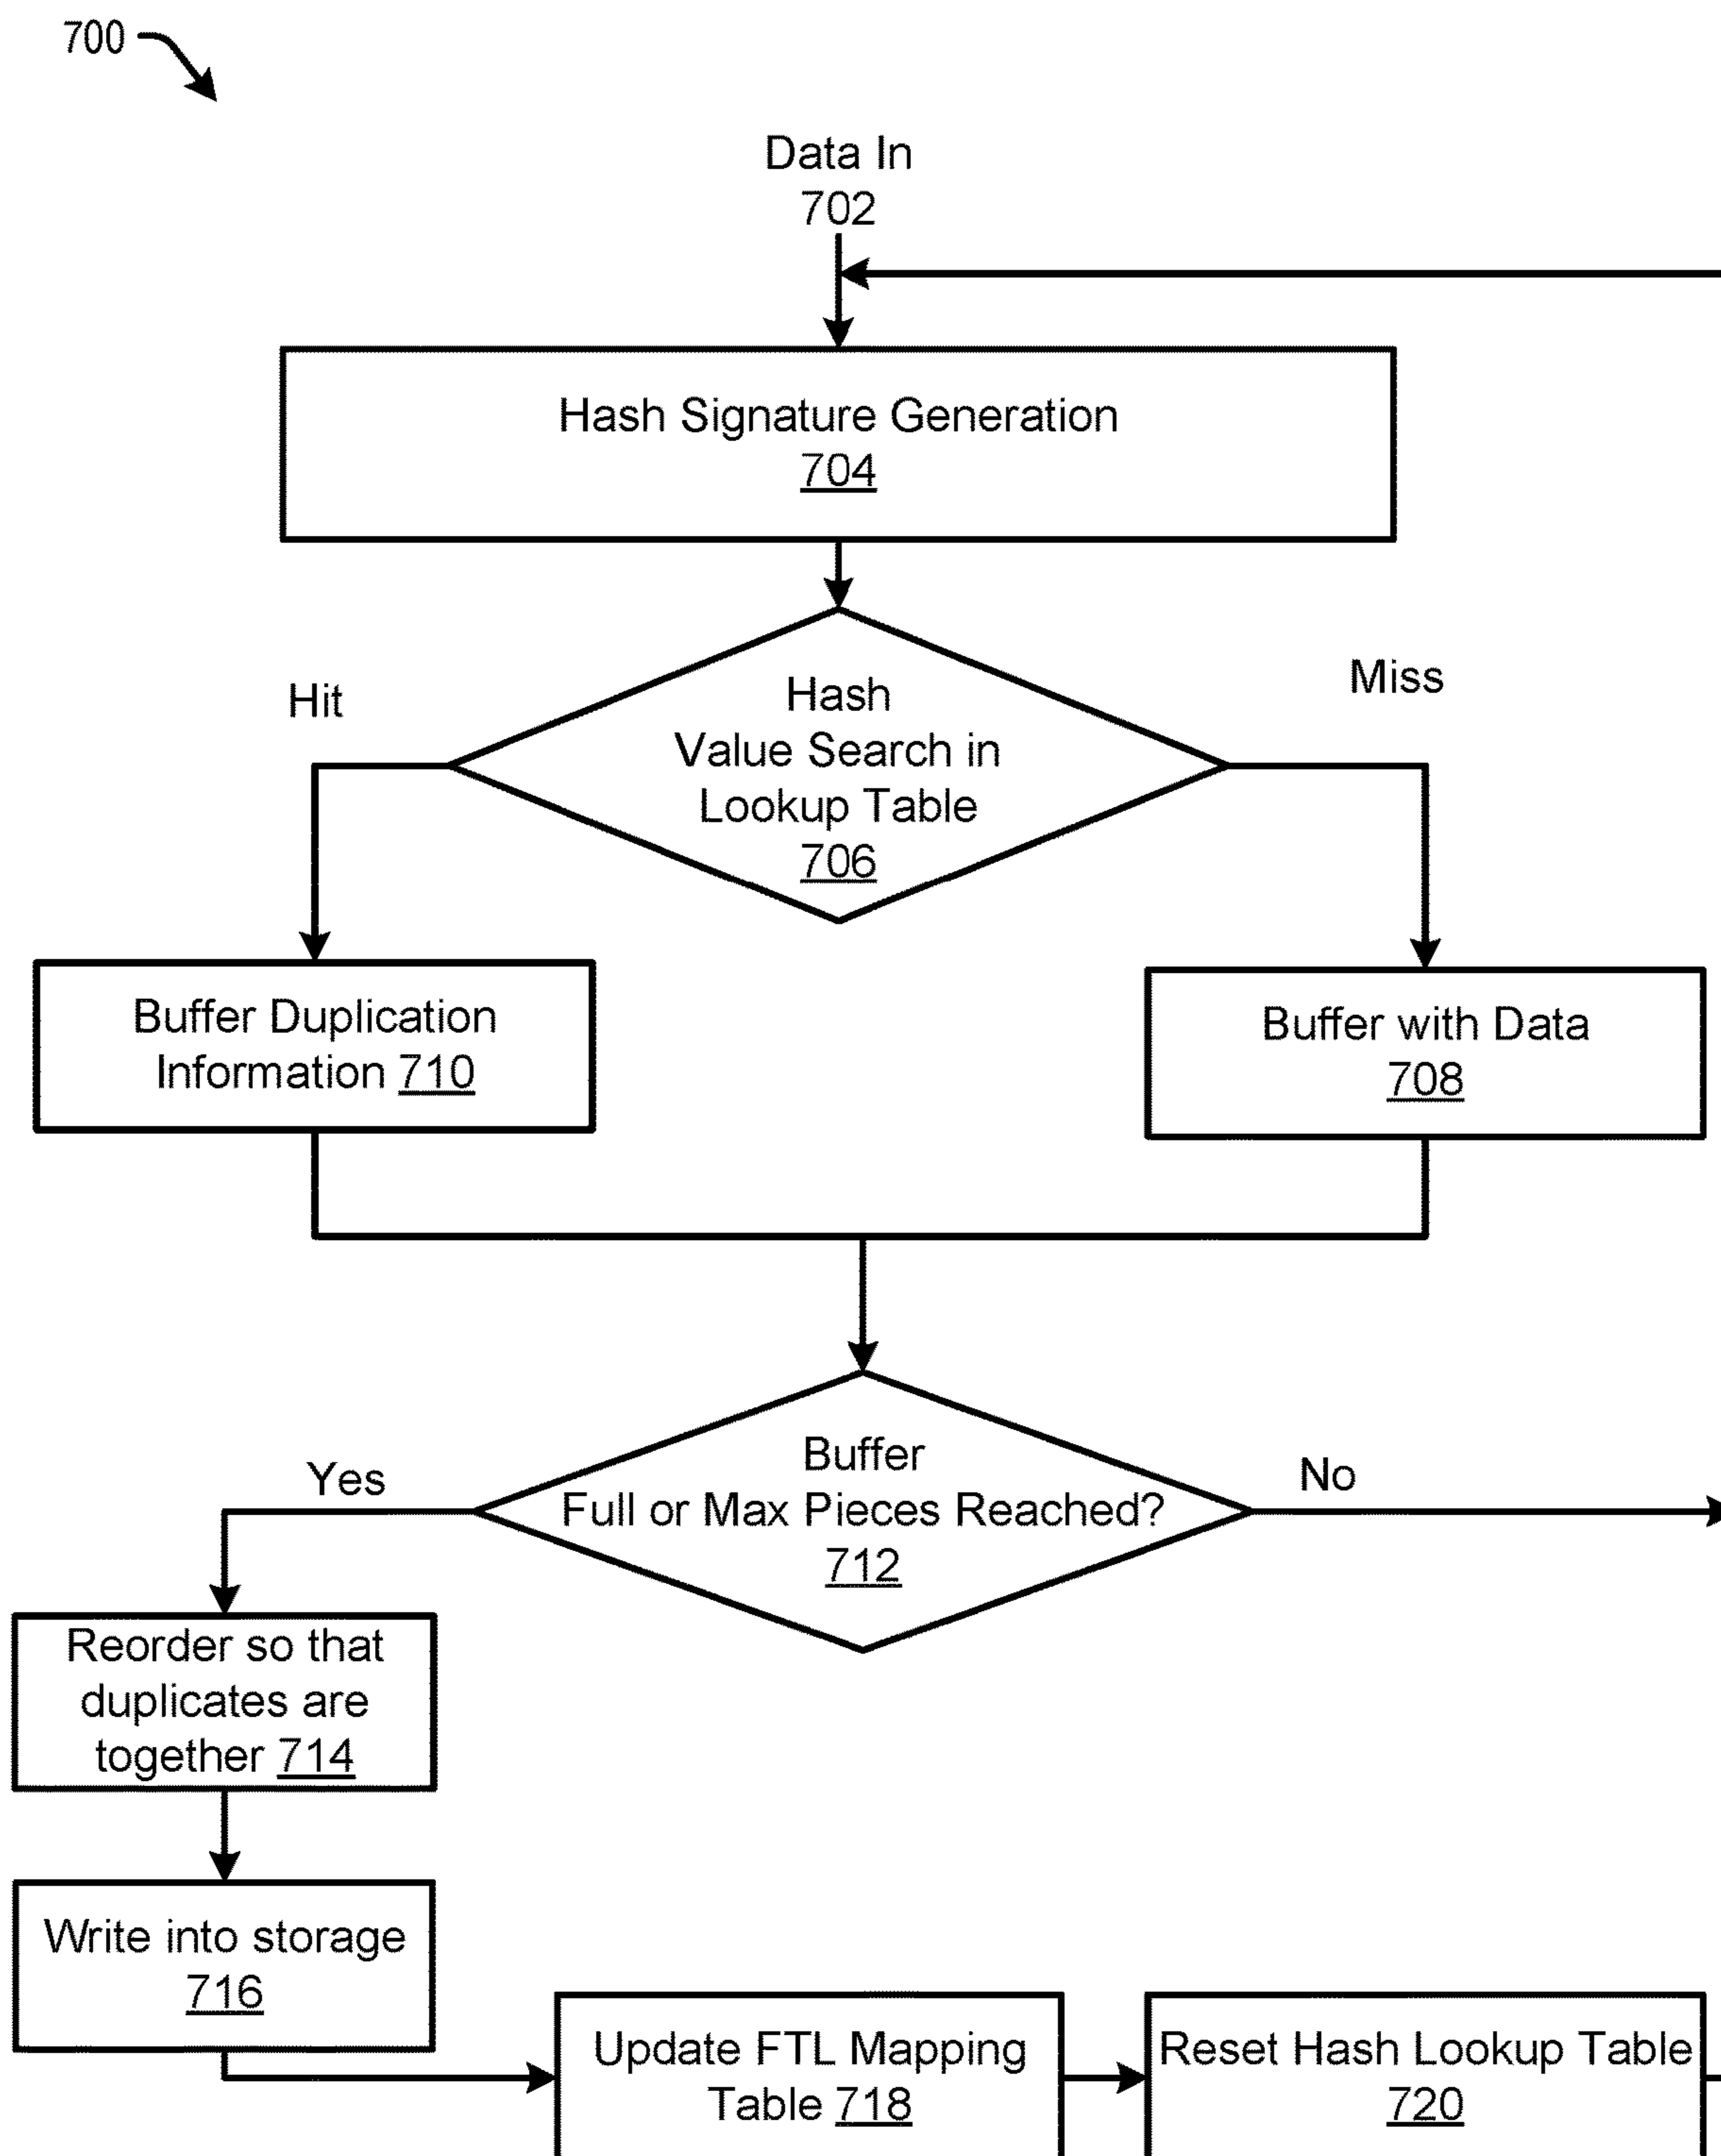 700
Data In
702
Hash Signature Generation
704
Hit
Miss
Hash
Value Search in
Lookup Table
706
Buffer Duplication
Information 710
Buffer with Data
708
Yes
No
Buffer
Full or Max Pieces Reached?
712
Reorder so that
duplicates are
together 714
Write into storage
716
Update FTL Mapping
Table 718
Reset Hash Lookup Table
720